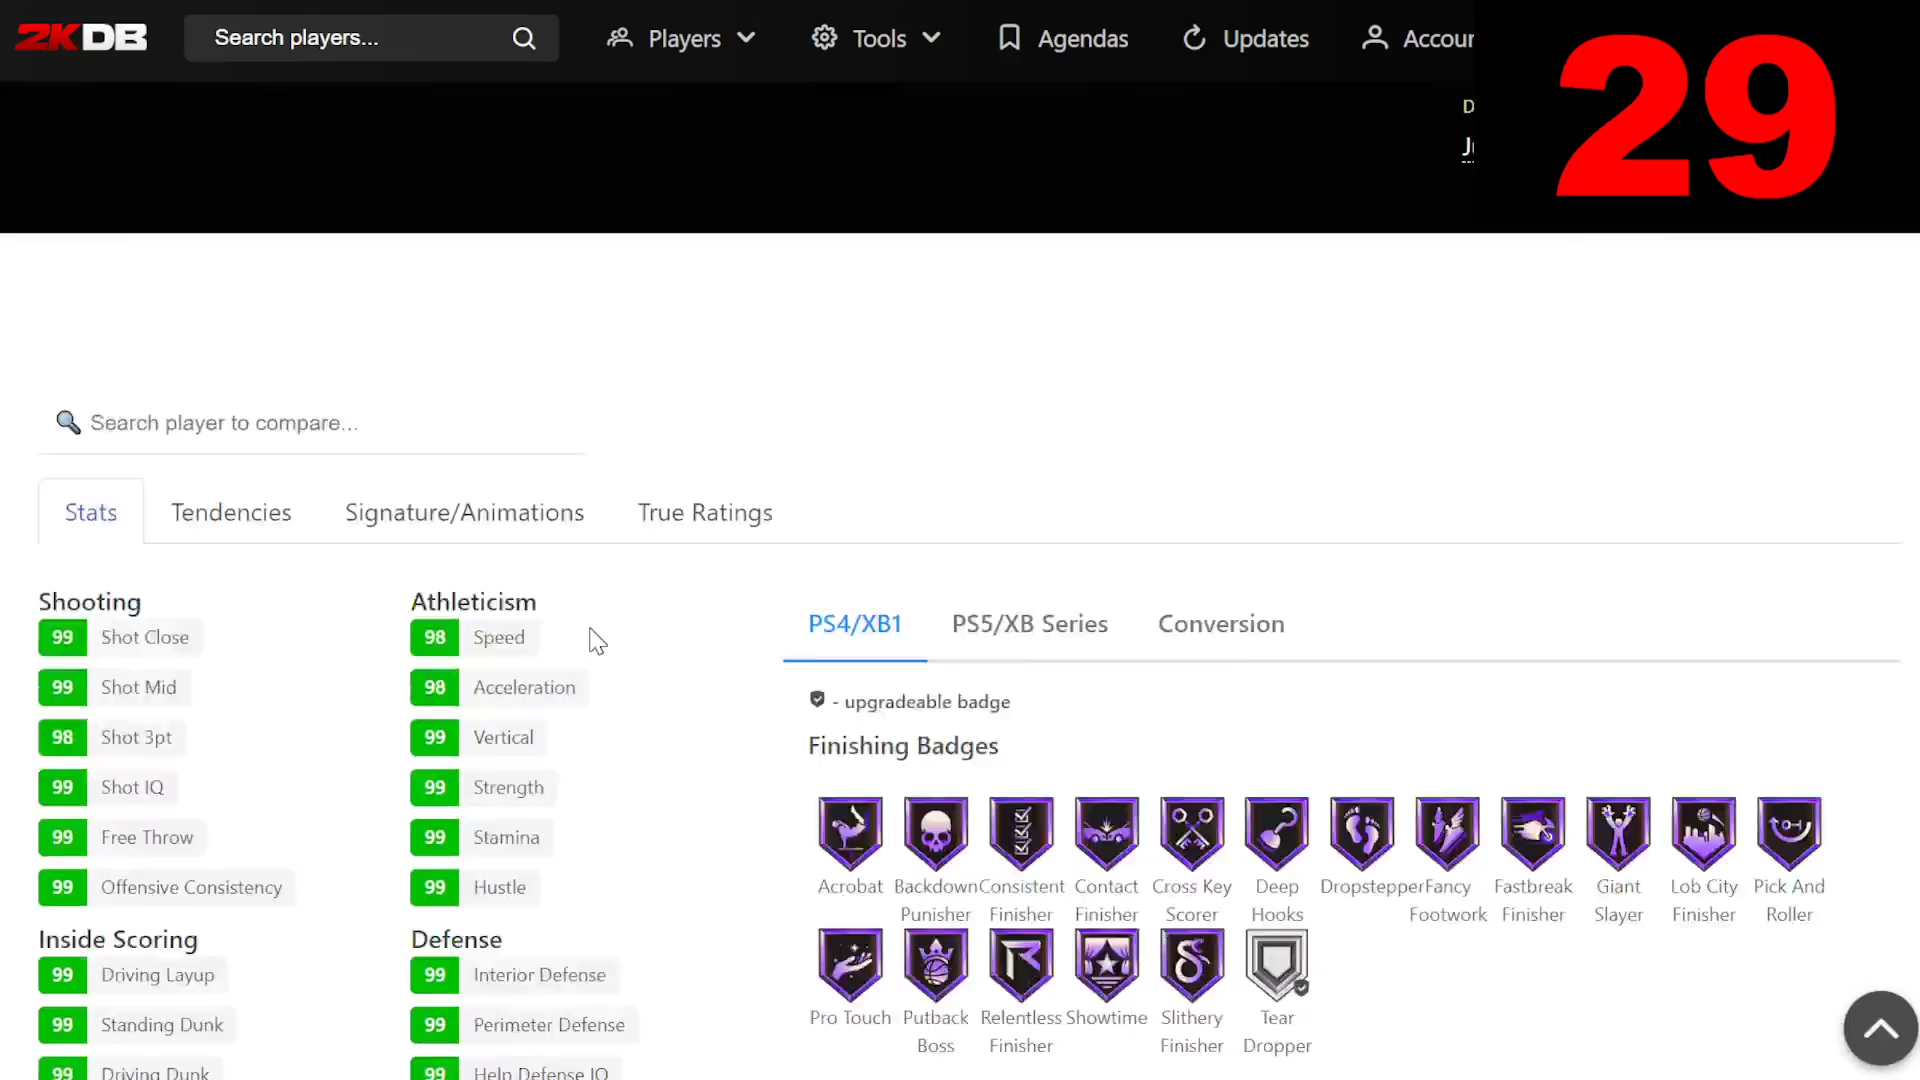 2KDB
Search players...
Players
Tools
Agendas
Updates
Accoun
29
D
Search player to compare...
Stats
Tendencies
Signature/Animations
True Ratings
Shooting
99 Shot Close
99 Shot Mid
98 Shot 3pt
99 Shot IQ
99 Free Throw
99 Offensive Consistency
Inside Scoring
99 Driving Layup
99 Standing Dunk
99 Driving Dunk
Athleticism
98 Speed
98 Acceleration
99 Vertical
99 Strength
99 Stamina
99 Hustle
Defense
99 Interior Defense
99 Perimeter Defense
99 Help Defense IQ
PS4/XB1
PS5/XB Series
Conversion
- upgradeable badge
Finishing Badges
Acrobat
Backdown
Punisher
Consistent
Finisher
Contact
Finisher
Cross Key
Scorer
Deep
Hooks
Dropstepper
Fancy
Footwork
Fastbreak
Finisher
Giant
Slayer
Lob City
Finisher
Pick And
Roller
Pro Touch
Putback
Boss
Relentless
Finisher
Showtime
Slithery
Finisher
Tear
Dropper